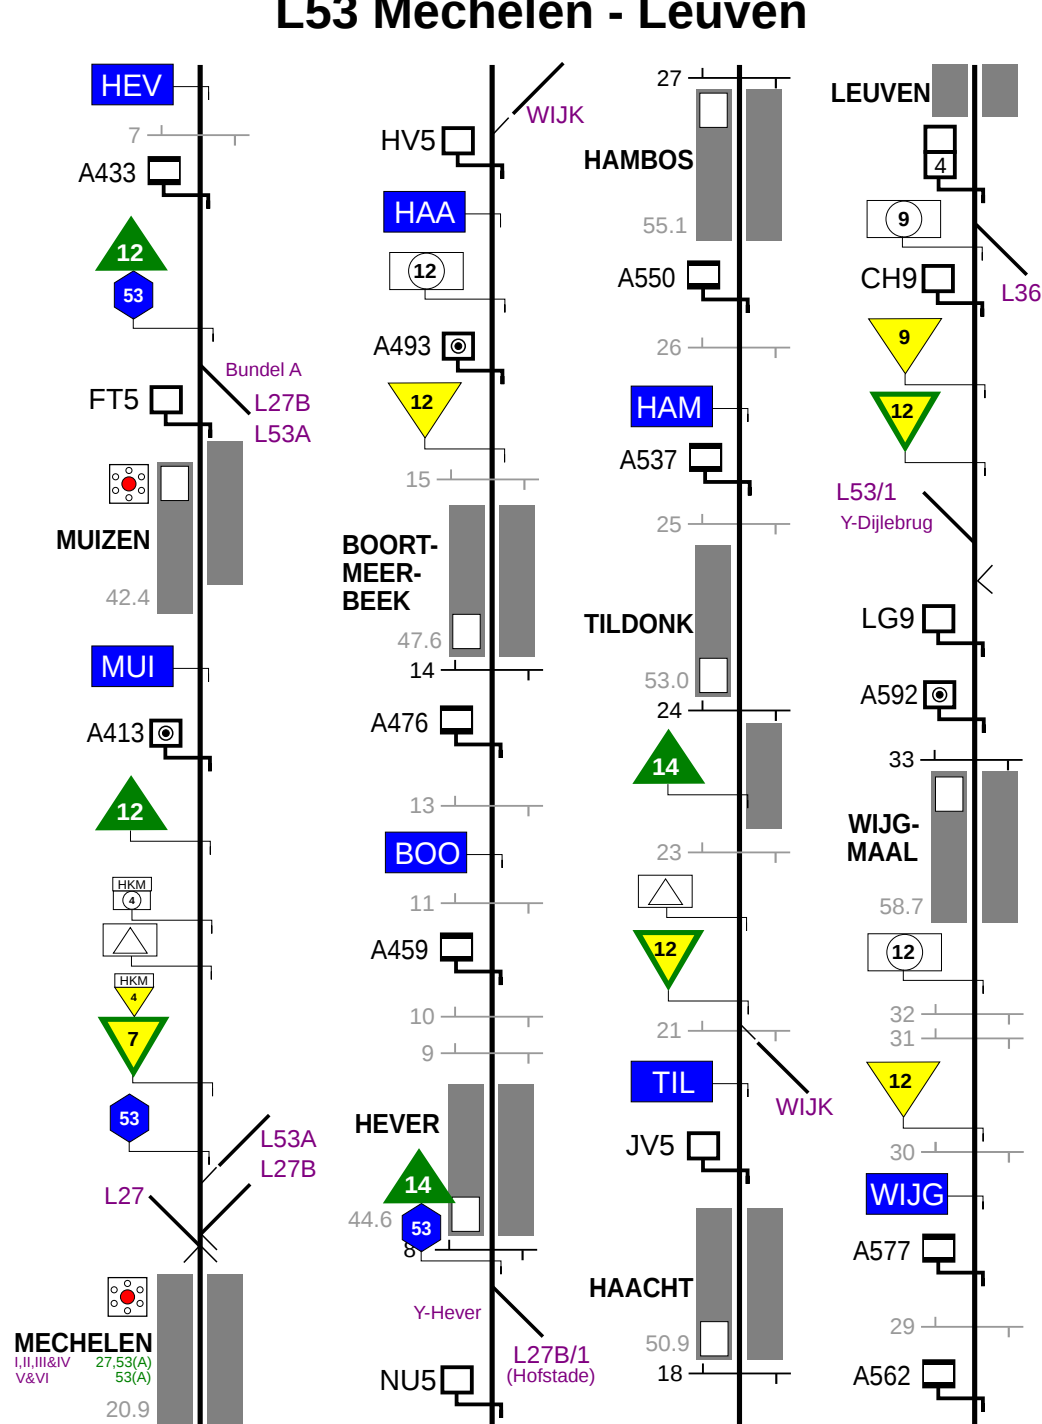 L53 Mechelen - Leuven
HEV
7
A433
12
53
Bundel A
L27B
FT5
L53A
MUIZEN
42.4
MUI
A413
12
HKM
4
HKM
4
7
53
L53A
L27B
L27
MECHELEN
I,II,III&IV 27,53(A)
V&VI 53(A)
20.9
WIJK
HV5
HAA
12
A493
12
15
BOORT-
MEER-
BEEK
47.6
14
A476
13
BOO
11
A459
10
9
HEVER
14
44.6
53
8
Y-Hever
L27B/1
(Hofstade)
NU5
27
HAMBOS
55.1
A550
26
HAM
A537
25
TILDONK
53.0
24
14
23
12
21
TIL
WIJK
JV5
HAACHT
50.9
18
LEUVEN
4
9
CH9
L36
9
12
L53/1
Y-Dijlebrug
LG9
A592
33
WIJG-
MAAL
58.7
12
32
31
12
30
WIJG
A577
29
A562